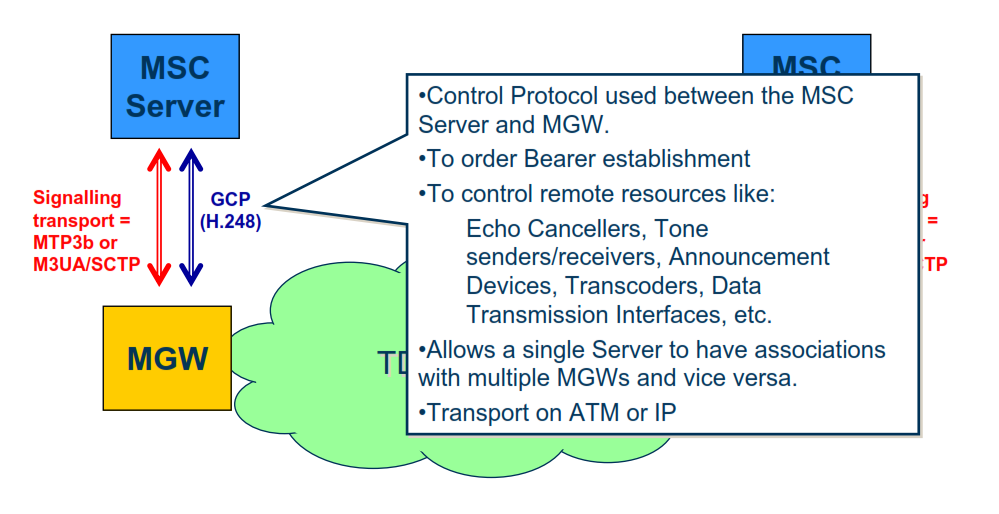 MSC
Server
MSC
Signalling
transport =
MTP3b or
M3UA/SCTP
GCP
(H.248)
MGW
•Control Protocol used between the MSC
Server and MGW.
•To order Bearer establishment
•To control remote resources like:
Echo Cancellers, Tone
senders/receivers, Announcement
Devices, Transcoders, Data
Transmission Interfaces, etc.
•Allows a single Server to have associations
with multiple MGWs and vice versa.
•Transport on ATM or IP
=
TP